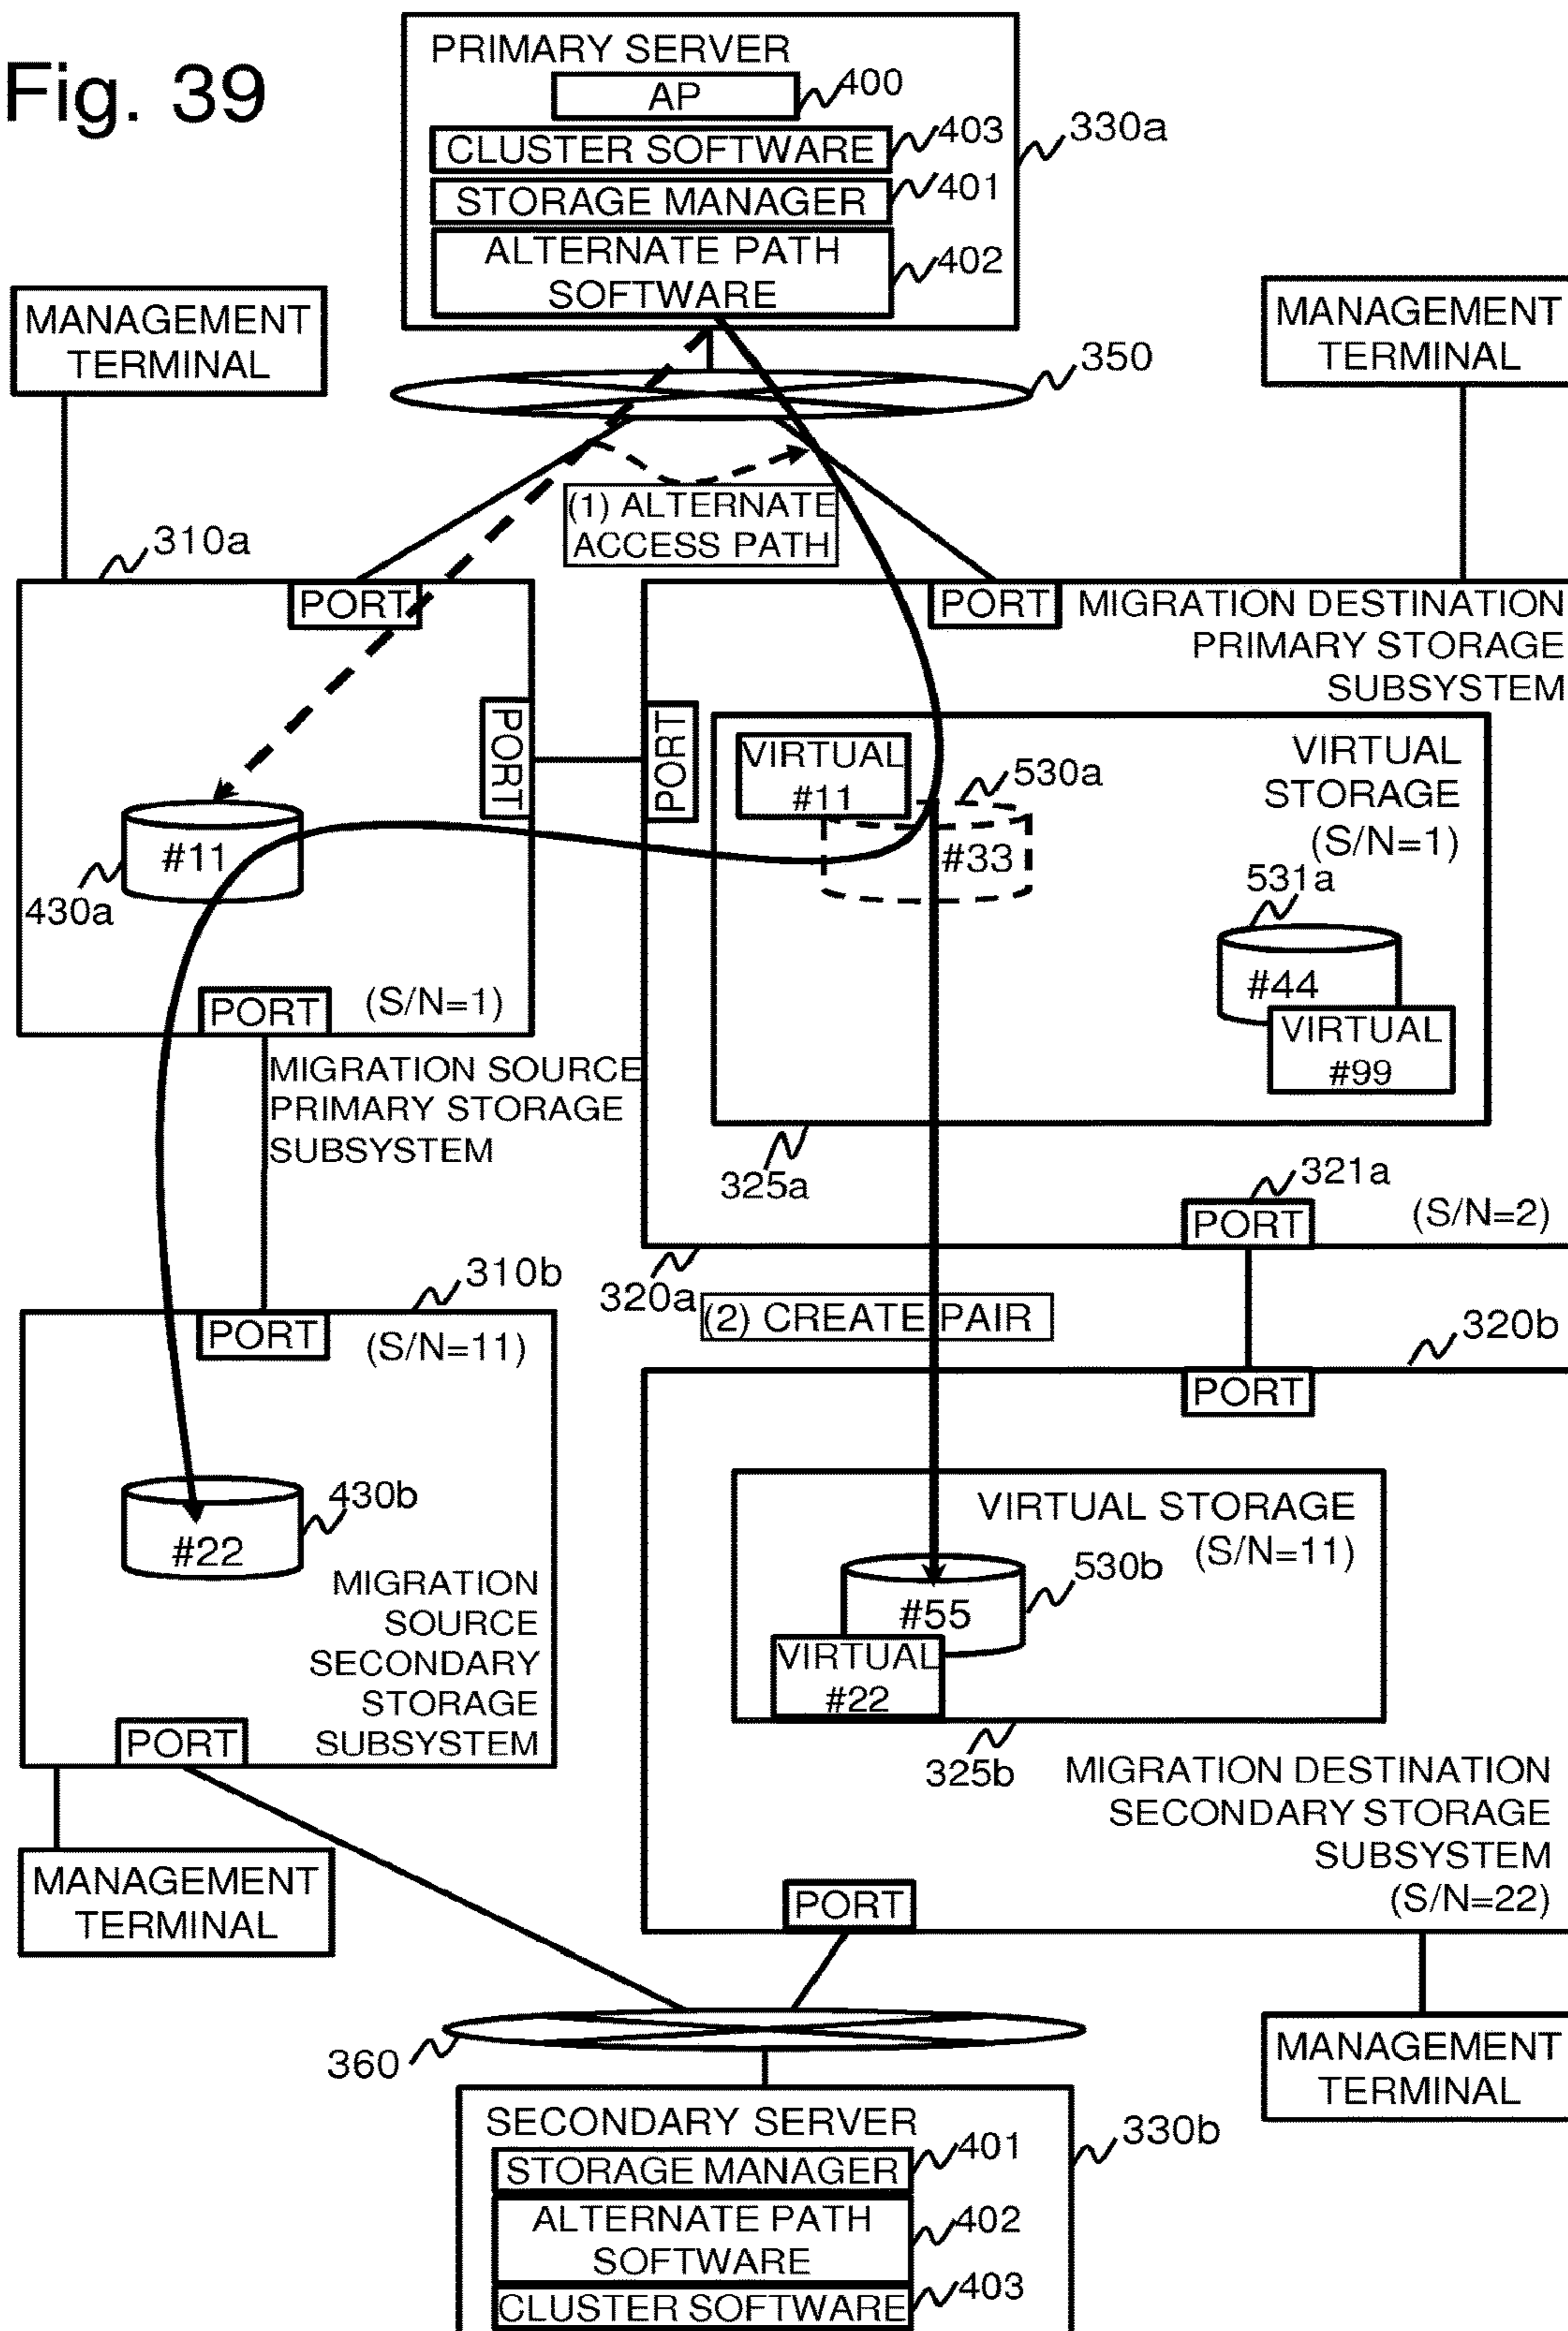 Fig. 39
PRIMARY SERVER
AP
400
CLUSTER SOFTWARE
403
330a
STORAGE MANAGER
401
ALTERNATE PATH
SOFTWARE
402
MANAGEMENT
TERMINAL
MANAGEMENT
TERMINAL
350
(1) ALTERNATE
ACCESS PATH
310a
PORT
PORT
MIGRATION DESTINATION
PRIMARY STORAGE
SUBSYSTEM
PORT
PORT
VIRTUAL
#11
530a
VIRTUAL
STORAGE
(S/N=1)
#11
430a
#33
531a
#44
VIRTUAL
#99
PORT
(S/N=1)
MIGRATION SOURCE
PRIMARY STORAGE
SUBSYSTEM
325a
321a
PORT
(S/N=2)
310b
320a
(2) CREATE PAIR
320b
PORT
(S/N=11)
PORT
430b
#22
VIRTUAL STORAGE
(S/N=11)
530b
#55
VIRTUAL
#22
MIGRATION
SOURCE
SECONDARY
STORAGE
SUBSYSTEM
PORT
325b
MIGRATION DESTINATION
SECONDARY STORAGE
SUBSYSTEM
(S/N=22)
MANAGEMENT
TERMINAL
PORT
360
MANAGEMENT
TERMINAL
SECONDARY SERVER
330b
STORAGE MANAGER
401
ALTERNATE PATH
SOFTWARE
402
CLUSTER SOFTWARE
403